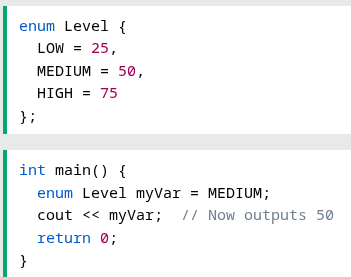 enum Level {
  LOW = 25,
  MEDIUM = 50,
  HIGH = 75
};
int main() {
  enum Level myVar = MEDIUM;
  cout << myVar;  // Now outputs 50
  return 0;
}